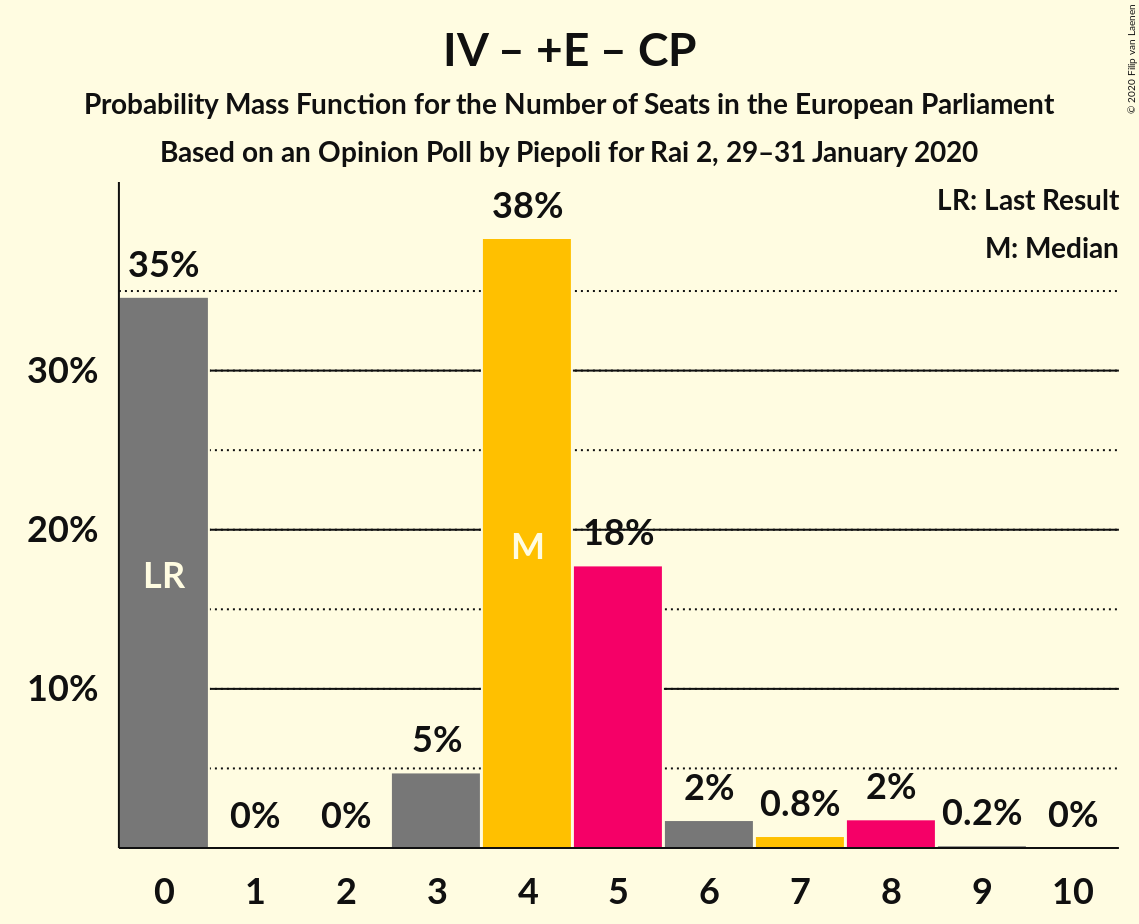 IV – +E – CP
Probability Mass Function for the Number of Seats in the European Parliament
Based on an Opinion Poll by Piepoli for Rai 2, 29–31 January 2020
© 2020 Filip van Laenen
LR: Last Result
M: Median
38%
35%
30%
20%
10%
18%
M
LR
5%
0%
0%
2%
0.8%
2%
0.2%
0%
0 1 2 3 4 5 6 7 8 9 10